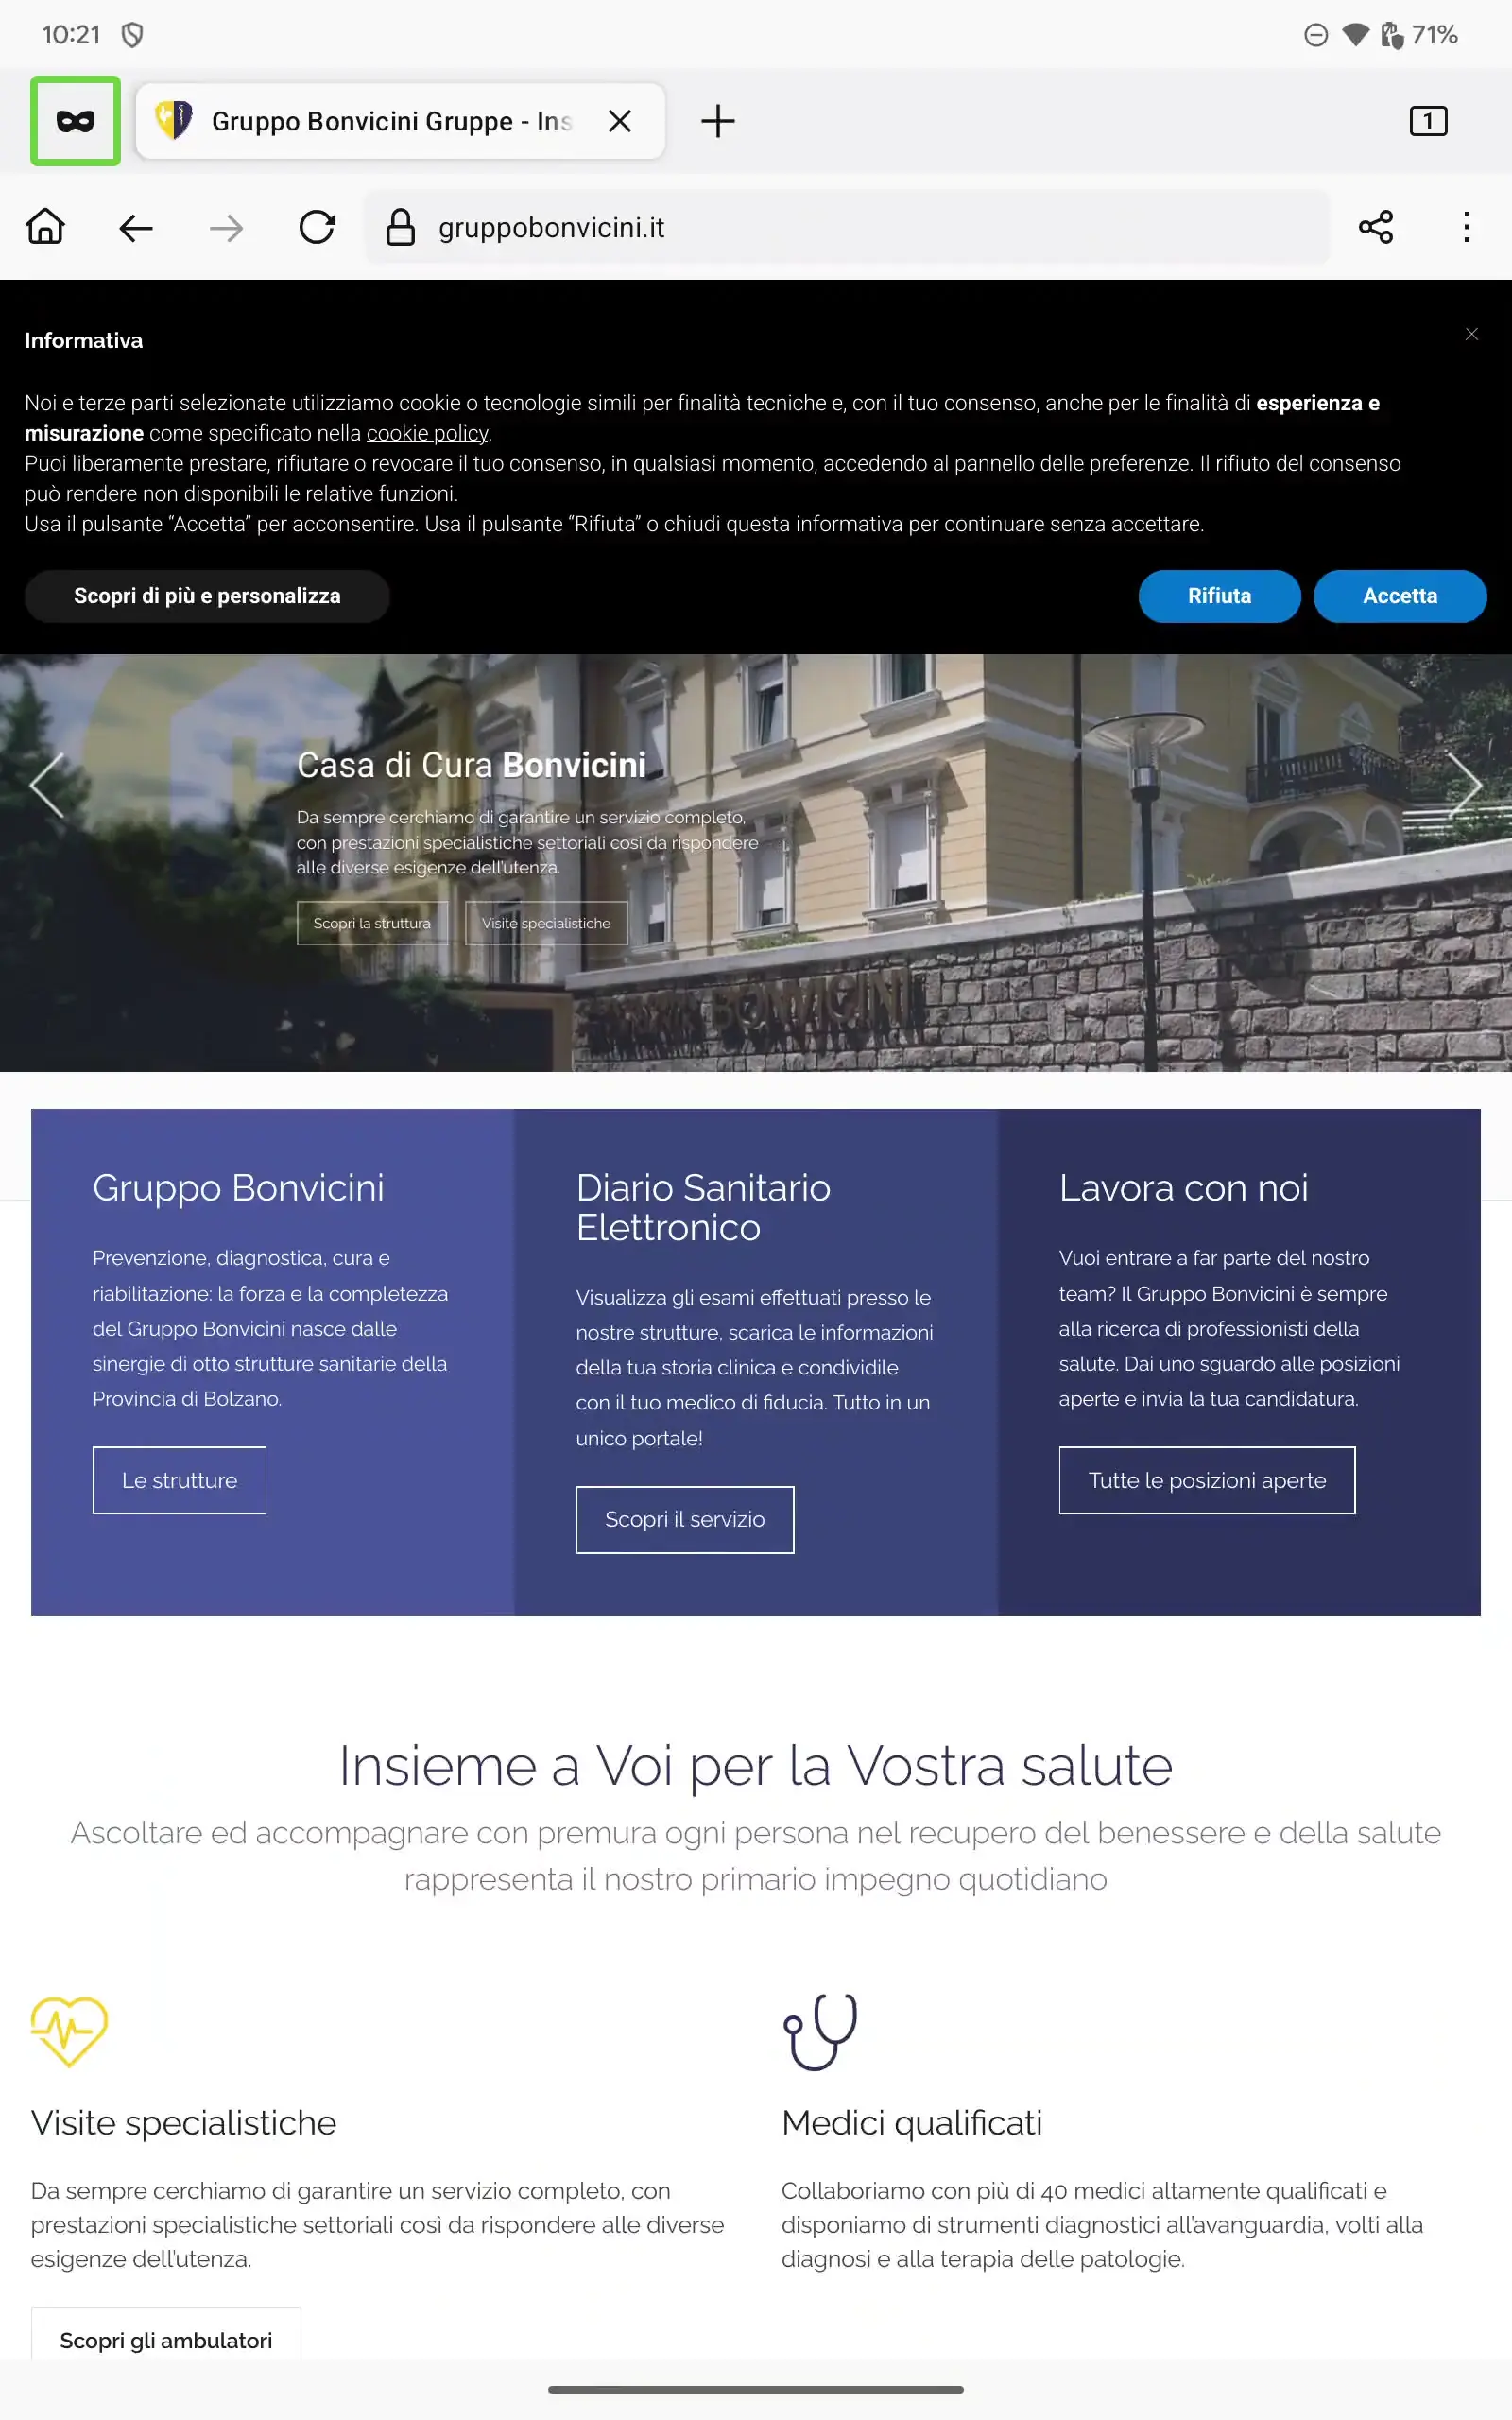 10:21
71%
Gruppo Bonvicini Gruppe - Ins
1
gruppobonvicini.it
Informativa
Noi e terze parti selezionate utilizziamo cookie o tecnologie simili per finalità tecniche e, con il tuo consenso, anche per le finalità di esperienza e
misurazione come specificato nella cookie policy.
Puoi liberamente prestare, rifiutare o revocare il tuo consenso, in qualsiasi momento, accedendo al pannello delle preferenze. Il rifiuto del consenso
può rendere non disponibili le relative funzioni.
Usa il pulsante “Accetta” per acconsentire. Usa il pulsante “Rifiuta” o chiudi questa informativa per continuare senza accettare.
Scopri di più e personalizza
Rifiuta
Accetta
Casa di Cura Bonvicini
Da sempre cerchiamo di garantire un servizio completo,
con prestazioni specialistiche settoriali cosi da rispondere
alle diverse esigenze dell'utenza.
Scopri la struttura
Visite specialistiche
BONVICINI
Gruppo Bonvicini
Prevenzione, diagnostica, cura e
riabilitazione: la forza e la completezza
del Gruppo Bonvicini nasce dalle
sinergie di otto strutture sanitarie della
Provincia di Bolzano.
Le strutture
Diario Sanitario
Elettronico
Visualizza gli esami effettuati presso le
nostre strutture, scarica le informazioni
della tua storia clinica e condividile
con il tuo medico di fiducia. Tutto in un
unico portale!
Scopri il servizio
Lavora con noi
Vuoi entrare a far parte del nostro
team? Il Gruppo Bonvicini è sempre
alla ricerca di professionisti della
salute. Dai uno sguardo alle posizioni
aperte e invia la tua candidatura.
Tutte le posizioni aperte
Insieme a Voi per la Vostra salute
Ascoltare ed accompagnare con premura ogni persona nel recupero del benessere e della salute
rappresenta il nostro primario impegno quotidiano
Visite specialistiche
Da sempre cerchiamo di garantire un servizio completo, con
prestazioni specialistiche settoriali così da rispondere alle diverse
esigenze dell'utenza.
Scopri gli ambulatori
Medici qualificati
Collaboriamo con più di 40 medici altamente qualificati e
disponiamo di strumenti diagnostici all'avanguardia, volti alla
diagnosi e alla terapia delle patologie.